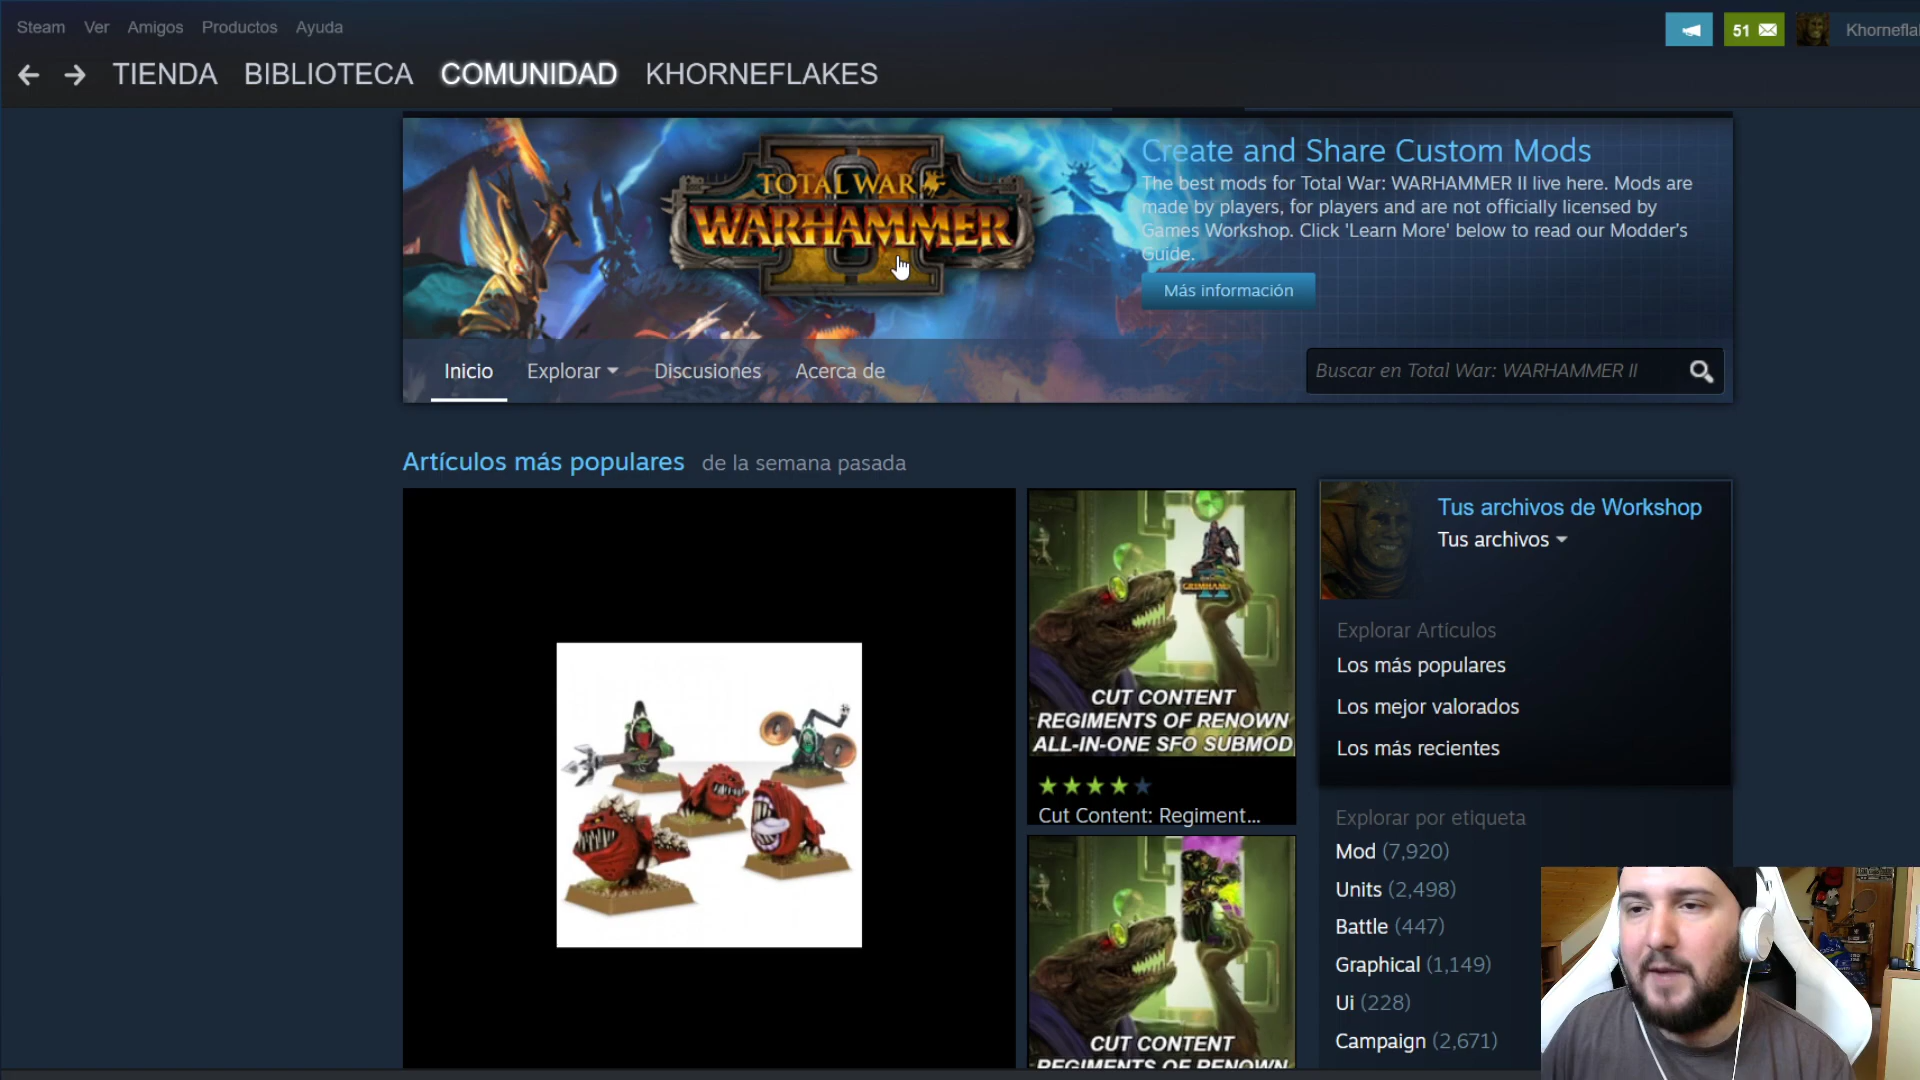 Steam Ver Amigos Productos Ayuda
51
TIENDA BIBLIOTECA COMUNIDAD KHORNEFLAKES
TOTAL WAR
WARHAMMER
II
Create and Share Custom Mods
The best mods for Total War: WARHAMMER II live here. Mods are
made by players, for players and are not officially licensed by
Games Workshop. Click 'Learn More' below to read our Modder's
Guide.
Más información
Inicio Explorar Discusiones Acerca de
Buscar en Total War: WARHAMMER II
Artículos más populares de la semana pasada
CUT CONTENT
REGIMENTS OF RENOWN
ALL-IN-ONE SFO SUBMOD
Cut Content: Regiment...
CUT CONTENT
REGIMENTS OF RENOWN
Tus archivos de Workshop
Tus archivos
Explorar Artículos
Los más populares
Los mejor valorados
Los más recientes
Explorar por etiqueta
Mod (7,920)
Units (2,498)
Battle (447)
Graphical (1,149)
Ui (228)
Campaign (2,671)